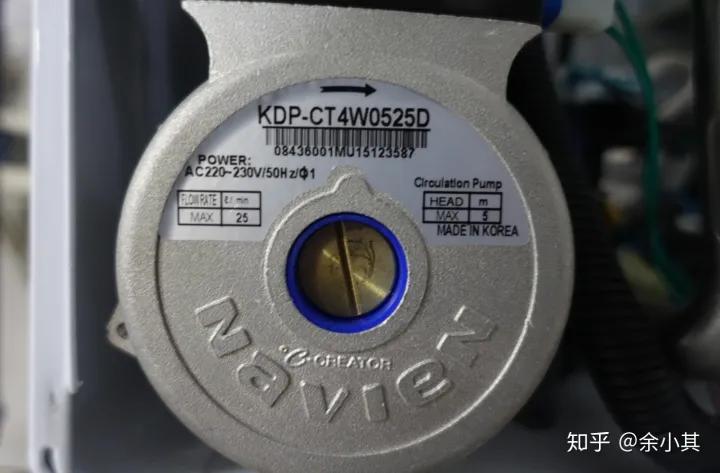 KDP-CT4W0525D
08436001MU15123587
POWER:
AC220~230V/50Hz/Φ1
FLOW RATE ℓ/min
MAX 25
Circulation Pump
HEAD m
MAX 5
MADE IN KOREA
CREATOR
NAVIEN
知乎 @余小其